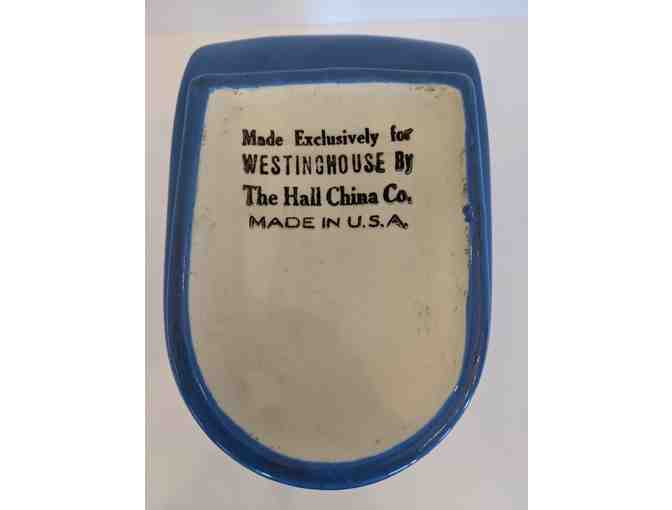 Made Exclusively for
WESTINGHOUSE By
The Hall China Co.
MADE IN U.S.A.